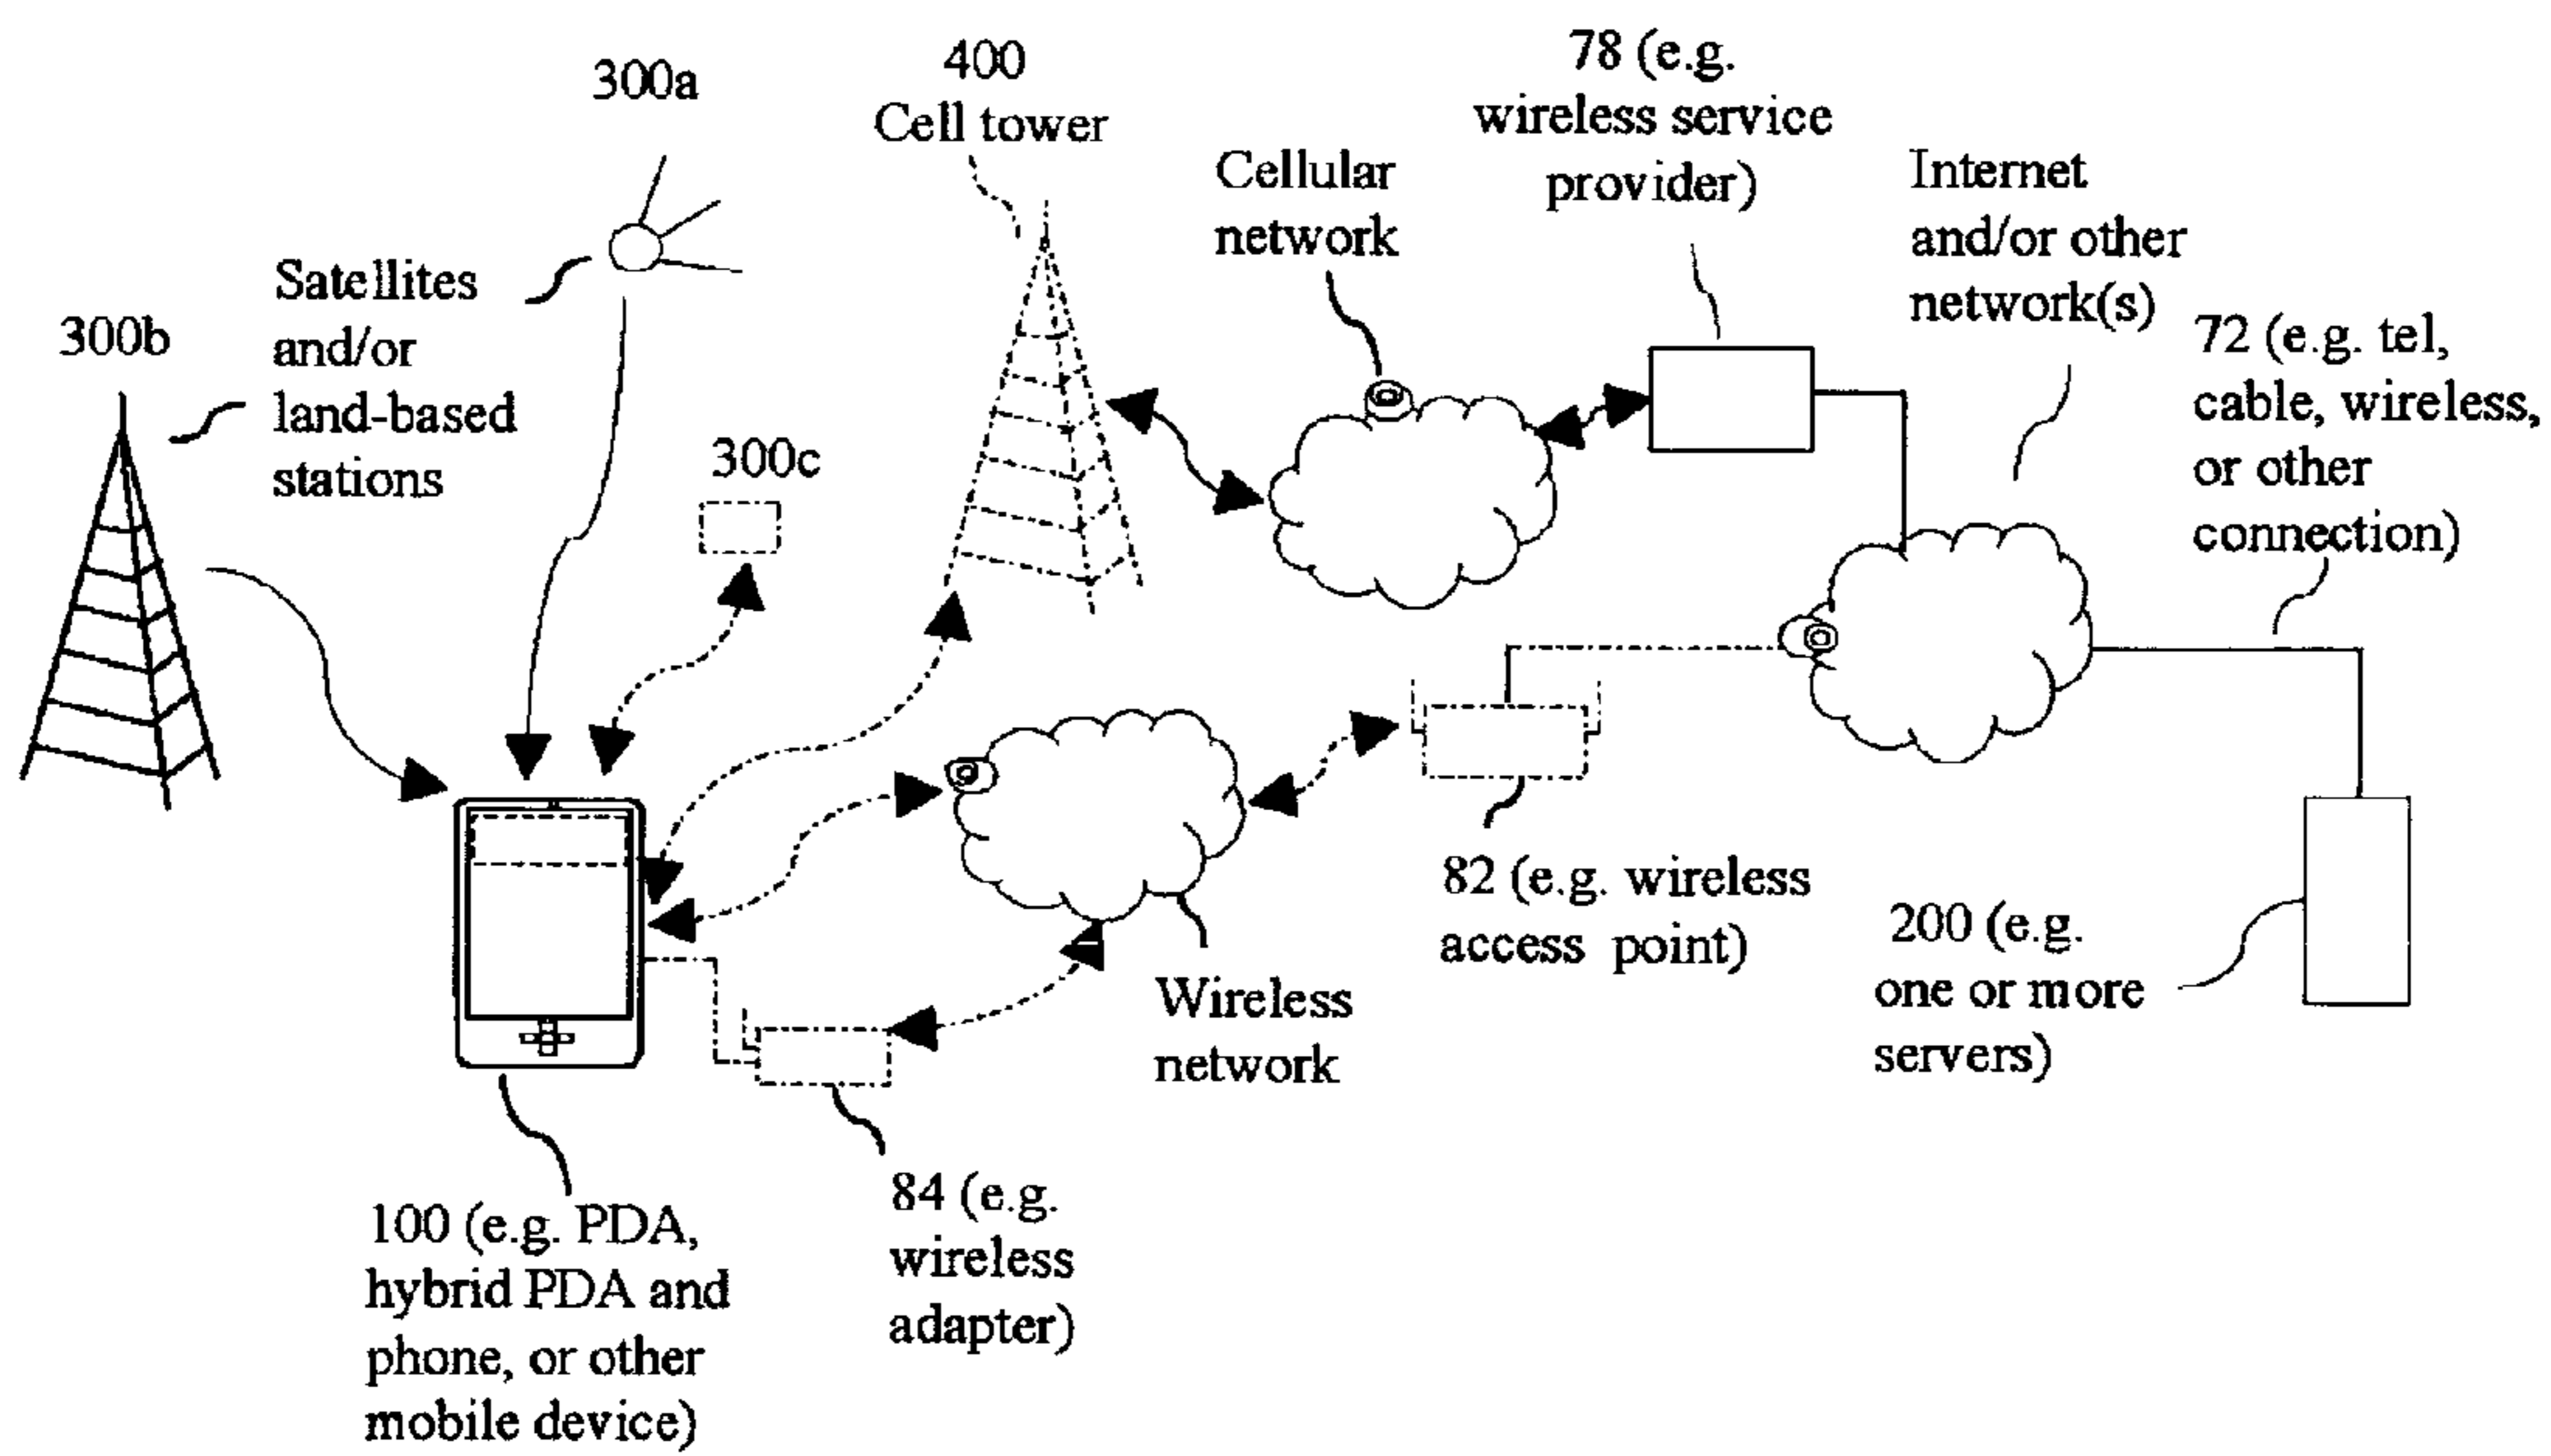 300a
400
Cell tower
78 (e.g.
wireless service
provider)
Cellular
network
Internet
and/or other
network(s)
72 (e.g. tel,
cable, wireless,
or other
connection)
300b
Satellites
and/or
land-based
stations
300c
82 (e.g. wireless
access point)
200 (e.g.
one or more
servers)
Wireless
network
84 (e.g.
wireless
adapter)
100 (e.g. PDA,
hybrid PDA and
phone, or other
mobile device)